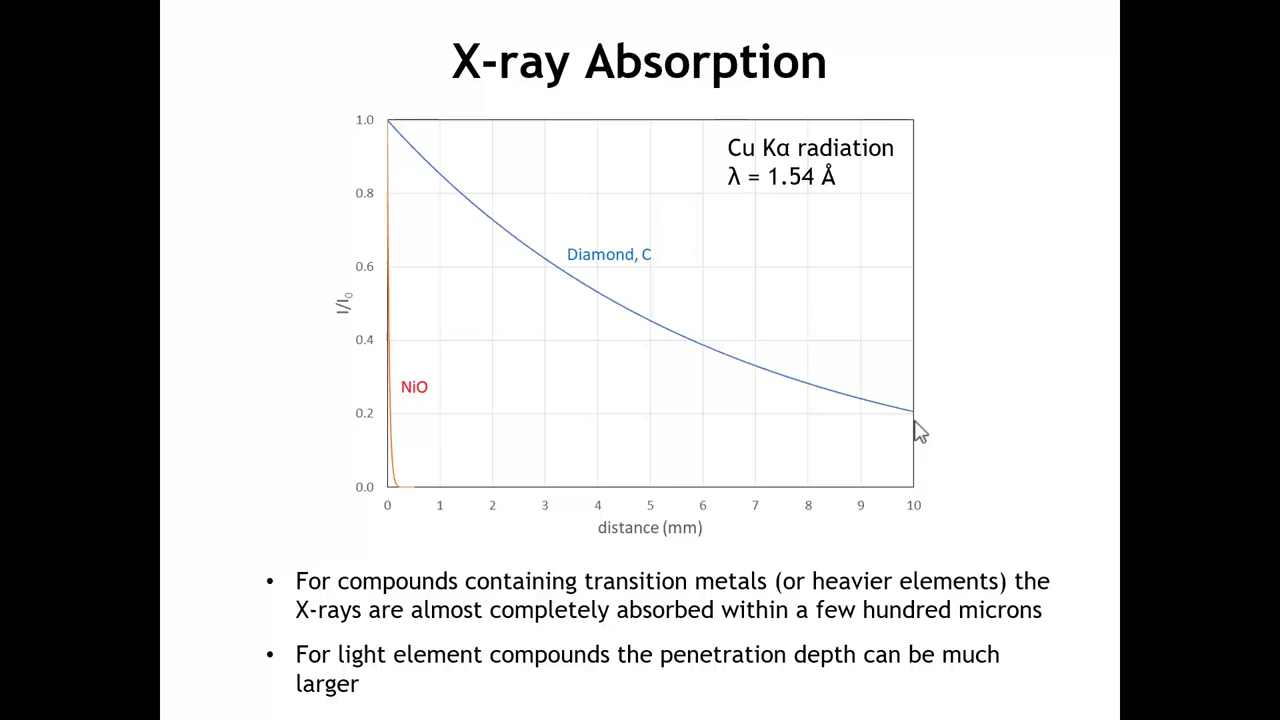 X-ray Absorption
1.0
0.8
0.6
0.4
0.2
0.0
I/I₀
Cu Kα radiation
λ = 1.54 Å
Diamond, C
NiO
0 1 2 3 4 5 6 7 8 9 10
distance (mm)
• For compounds containing transition metals (or heavier elements) the
X-rays are almost completely absorbed within a few hundred microns
• For light element compounds the penetration depth can be much
larger